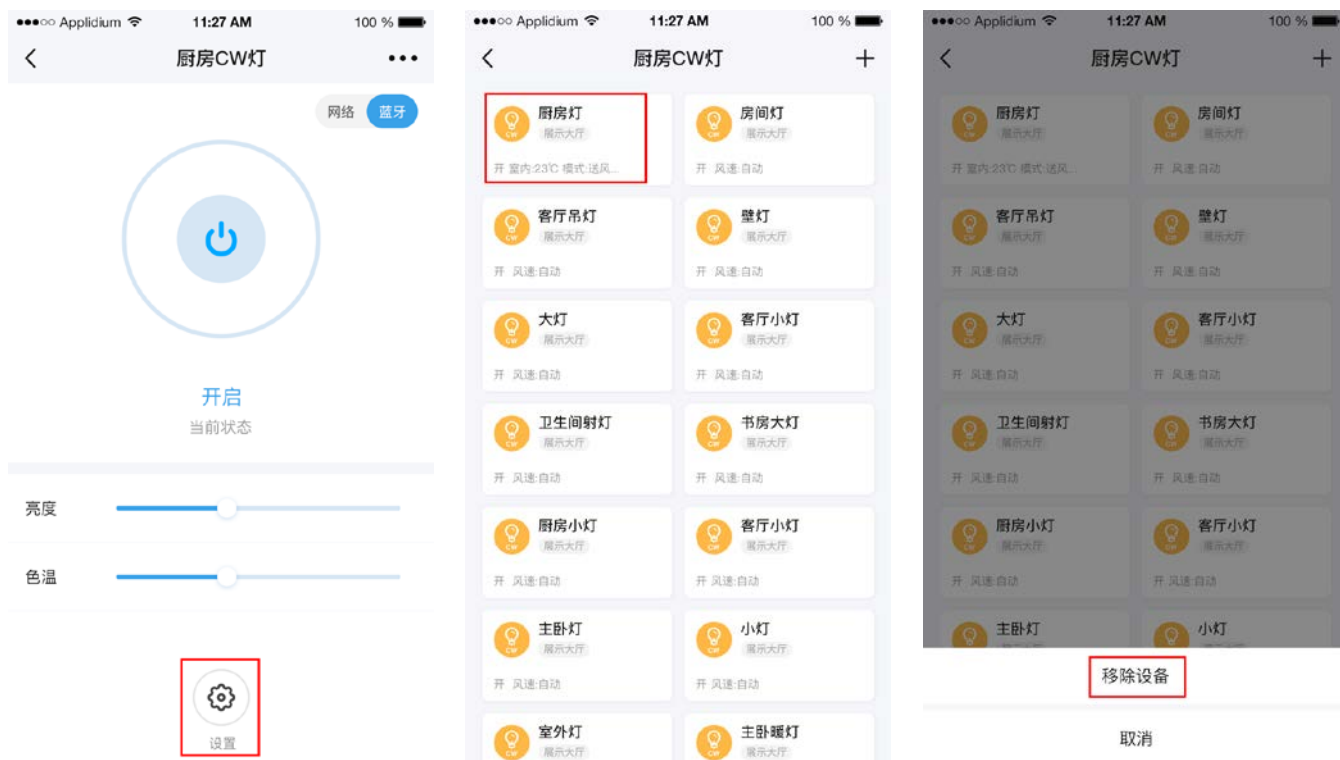 ●●●○○ Applidium 11:27 AM 100 %
厨房CW灯
网络 蓝牙
开启
当前状态
亮度
色温
设置
●●●○○ Applidium 11:27 AM 100 %
厨房CW灯
厨房灯 房间灯
展示大厅 展示大厅
开 室内:23℃ 模式:送风... 开 风速:自动
客厅吊灯 壁灯
展示大厅 展示大厅
开 风速:自动 开 风速:自动
大灯 客厅小灯
展示大厅 展示大厅
开 风速:自动 开 风速:自动
卫生间射灯 书房大灯
展示大厅 展示大厅
开 风速:自动 开 风速:自动
厨房小灯 客厅小灯
展示大厅 展示大厅
开 风速:自动 开 风速:自动
主卧灯 小灯
展示大厅 展示大厅
开 风速:自动 开 风速:自动
室外灯 主卧暖灯
展示大厅 展示大厅
●●●○○ Applidium 11:27 AM 100 %
厨房CW灯
厨房灯 房间灯
展示大厅 展示大厅
开 室内:23℃ 模式:送风... 开 风速:自动
客厅吊灯 壁灯
展示大厅 展示大厅
开 风速:自动 开 风速:自动
大灯 客厅小灯
展示大厅 展示大厅
开 风速:自动 开 风速:自动
卫生间射灯 书房大灯
展示大厅 展示大厅
开 风速:自动 开 风速:自动
厨房小灯 客厅小灯
展示大厅 展示大厅
开 风速:自动 开 风速:自动
主卧灯 小灯
移除设备
取消